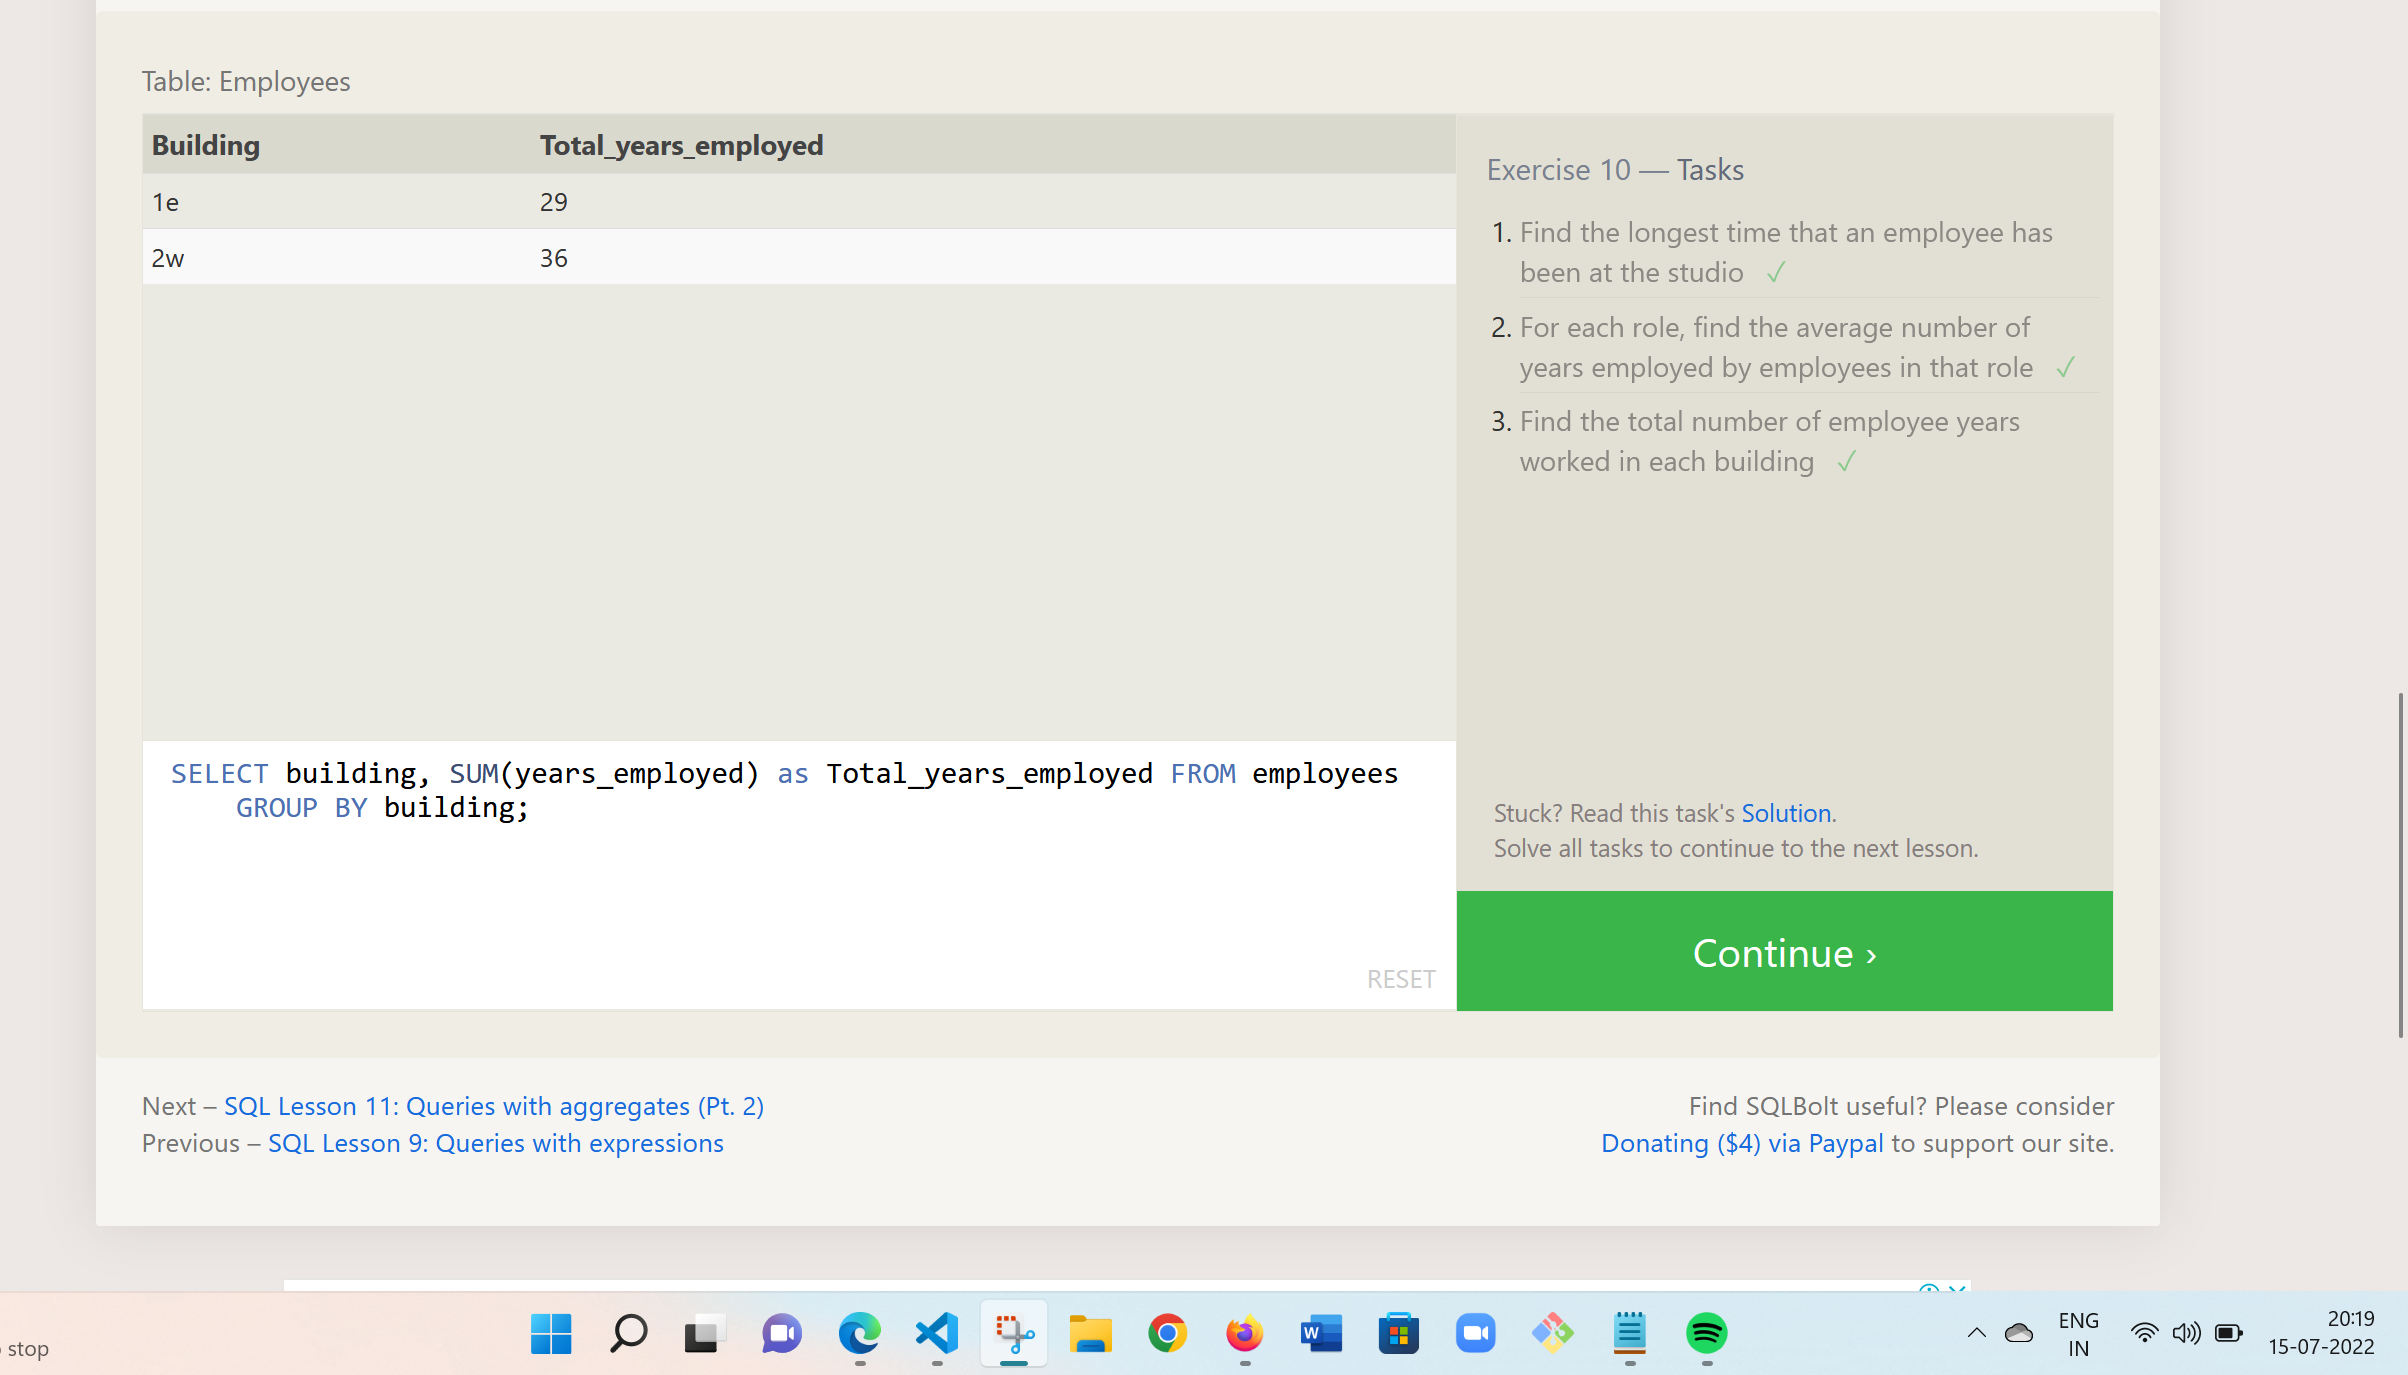 Table: Employees
Building Total_years_employed
1e 29
2w 36
Exercise 10 — Tasks
1. Find the longest time that an employee has
been at the studio ✓
2. For each role, find the average number of
years employed by employees in that role ✓
3. Find the total number of employee years
worked in each building ✓
SELECT building, SUM(years_employed) as Total_years_employed FROM employees
GROUP BY building;
RESET
Stuck? Read this task's Solution.
Solve all tasks to continue to the next lesson.
Continue ›
Next – SQL Lesson 11: Queries with aggregates (Pt. 2)
Previous – SQL Lesson 9: Queries with expressions
Find SQLBolt useful? Please consider
Donating ($4) via Paypal to support our site.
stop
W
ENG
IN
20:19
15-07-2022